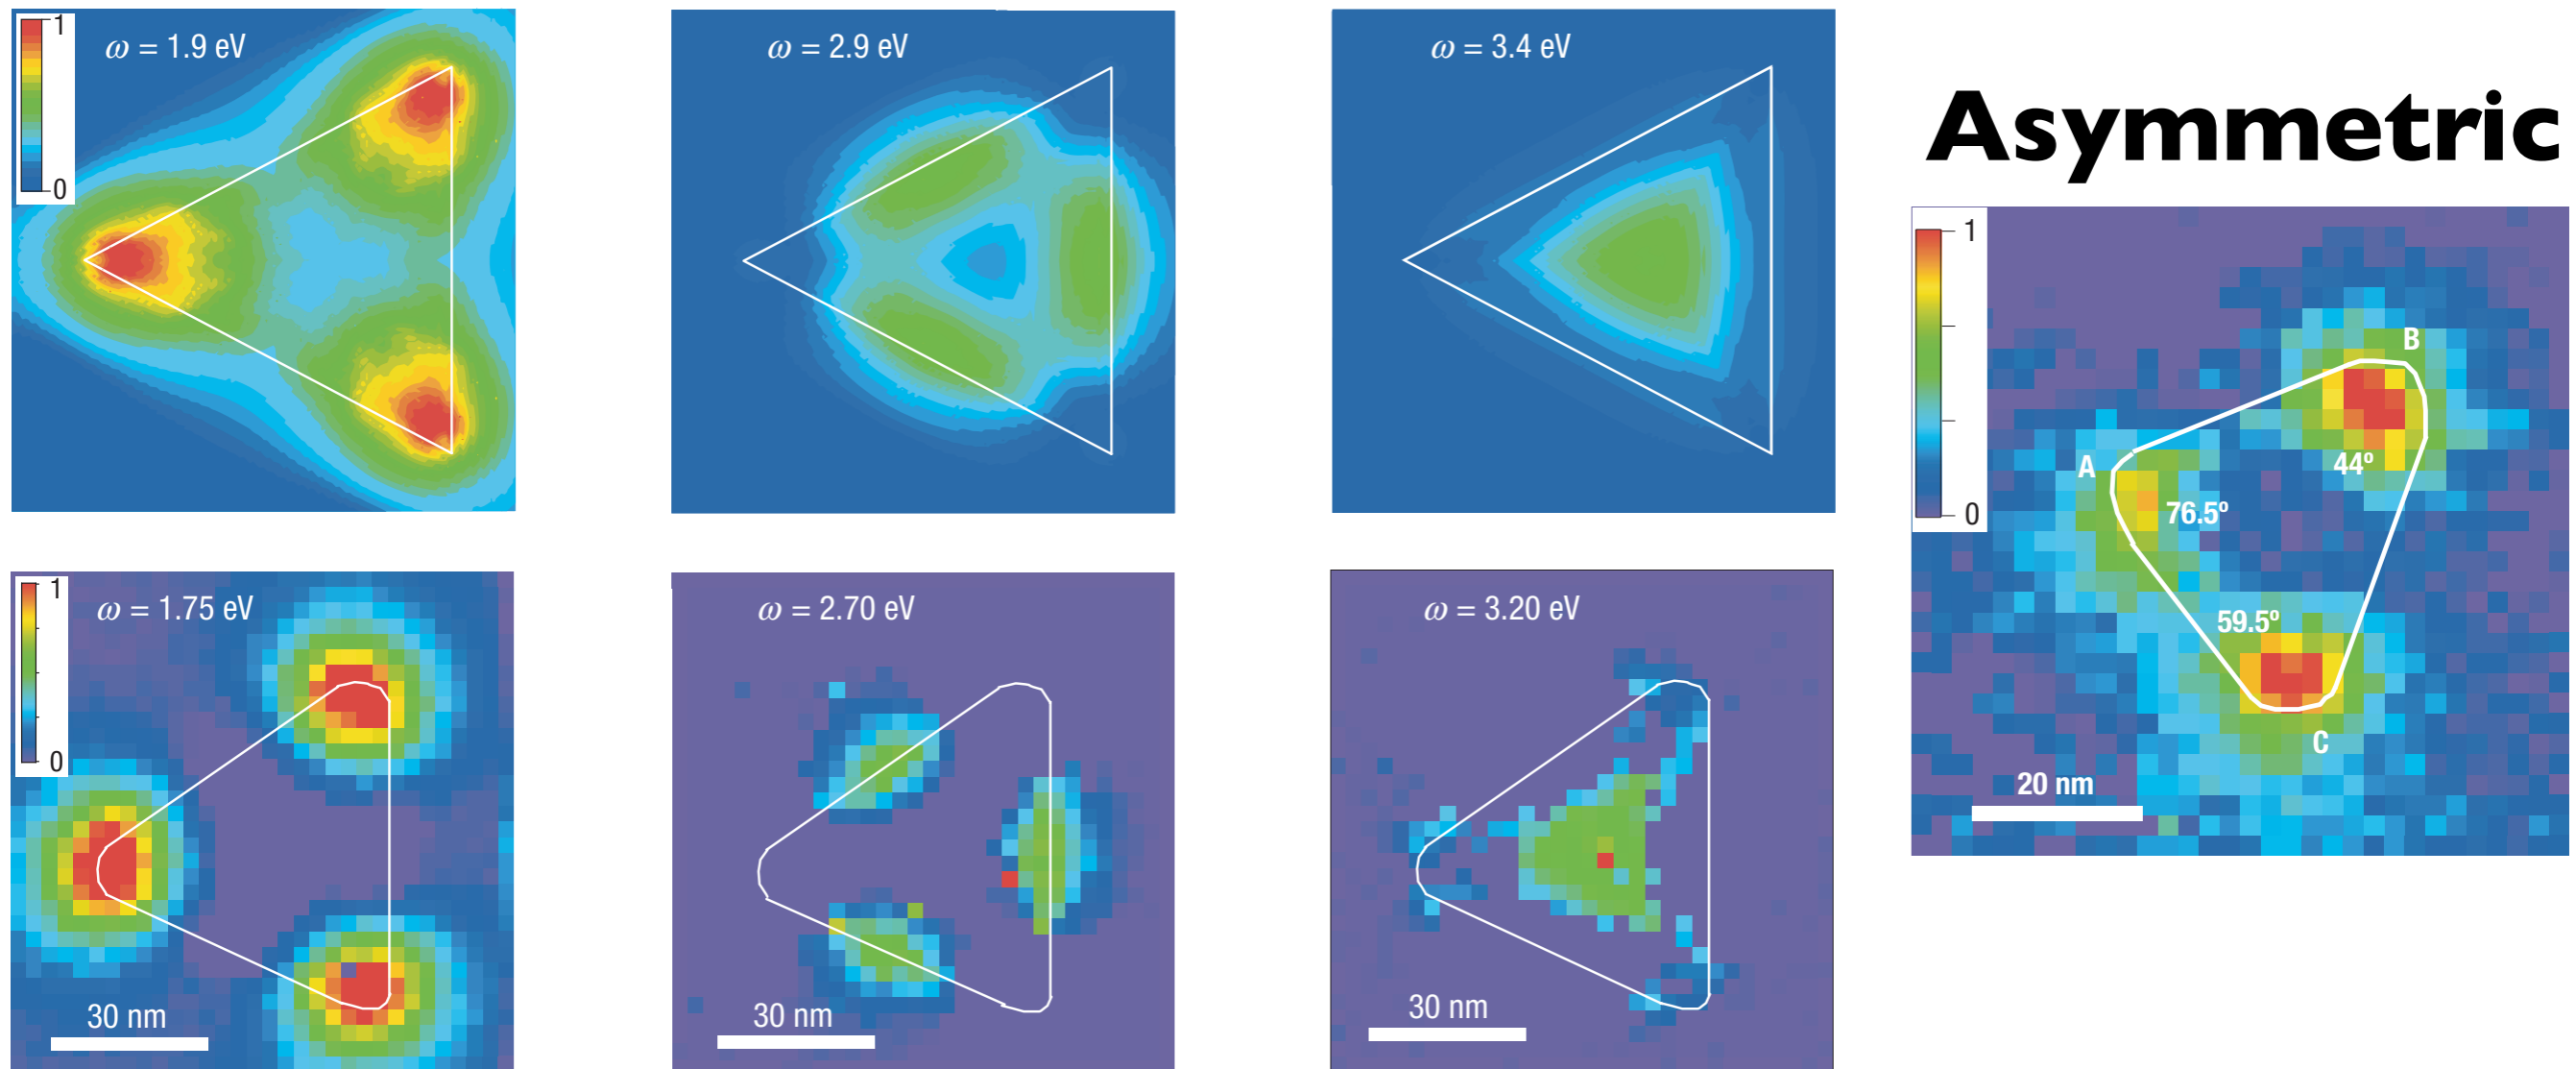 1
0
ω = 1.9 eV
ω = 2.9 eV
ω = 3.4 eV
Asymmetric
1
0
B
44º
A
76.5º
59.5º
C
20 nm
1
0
ω = 1.75 eV
30 nm
ω = 2.70 eV
30 nm
ω = 3.20 eV
30 nm